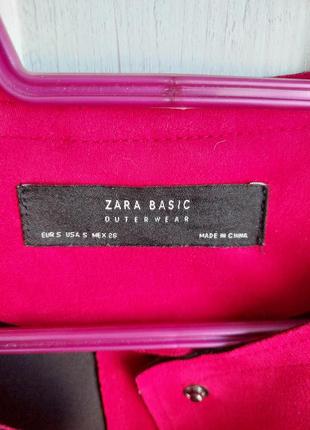 ZARA BASIC
OUTERWEAR
EUR S USA S MEX 26 MADE IN CHINA